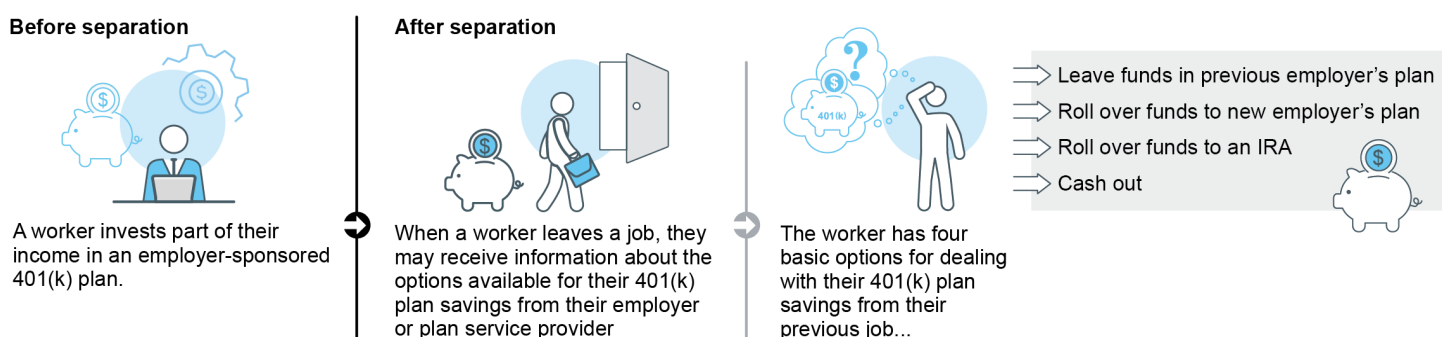 Before separation
$
$
A worker invests part of their
income in an employer-sponsored
401(k) plan.
After separation
$
When a worker leaves a job, they
may receive information about the
options available for their 401(k)
plan savings from their employer
or plan service provider
?
$
401(k)
The worker has four
basic options for dealing
with their 401(k) plan
savings from their
previous job...
Leave funds in previous employer’s plan
Roll over funds to new employer’s plan
Roll over funds to an IRA
Cash out
$